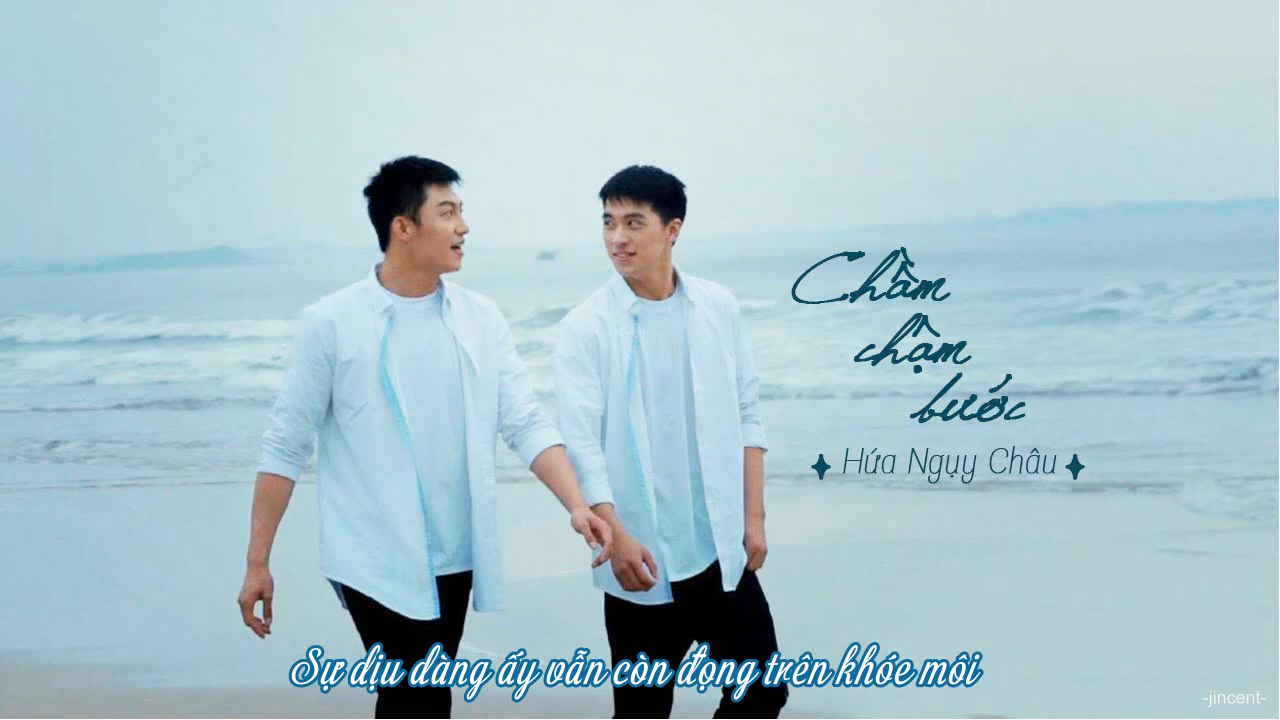 Chầm
chậm
bước
Hứa Ngụy Châu
Sự dịu dàng ấy vẫn còn đọng trên khóe môi
-jincent-